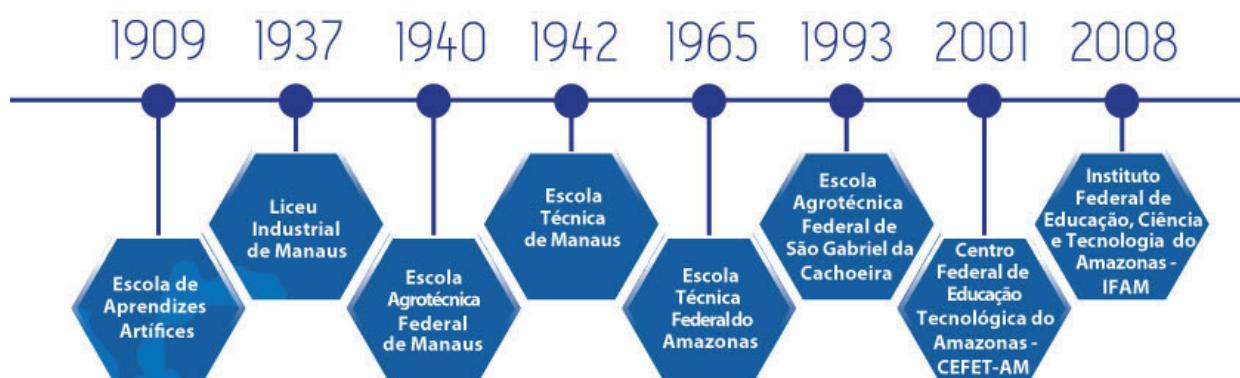 1909 1937 1940 1942 1965 1993 2001 2008
Escola de
Aprendizes
Artífices
Liceu
Industrial
de Manaus
Escola
Agrotécnica
Federal
de Manaus
Escola
Técnica
de Manaus
Escola
Técnica
Federal do
Amazonas
Escola
Agrotécnica
Federal de
São Gabriel da
Cachoeira
Centro
Federal de
Educação
Tecnológica do
Amazonas -
CEFET-AM
Instituto
Federal de
Educação, Ciência
e Tecnologia do
Amazonas -
IFAM